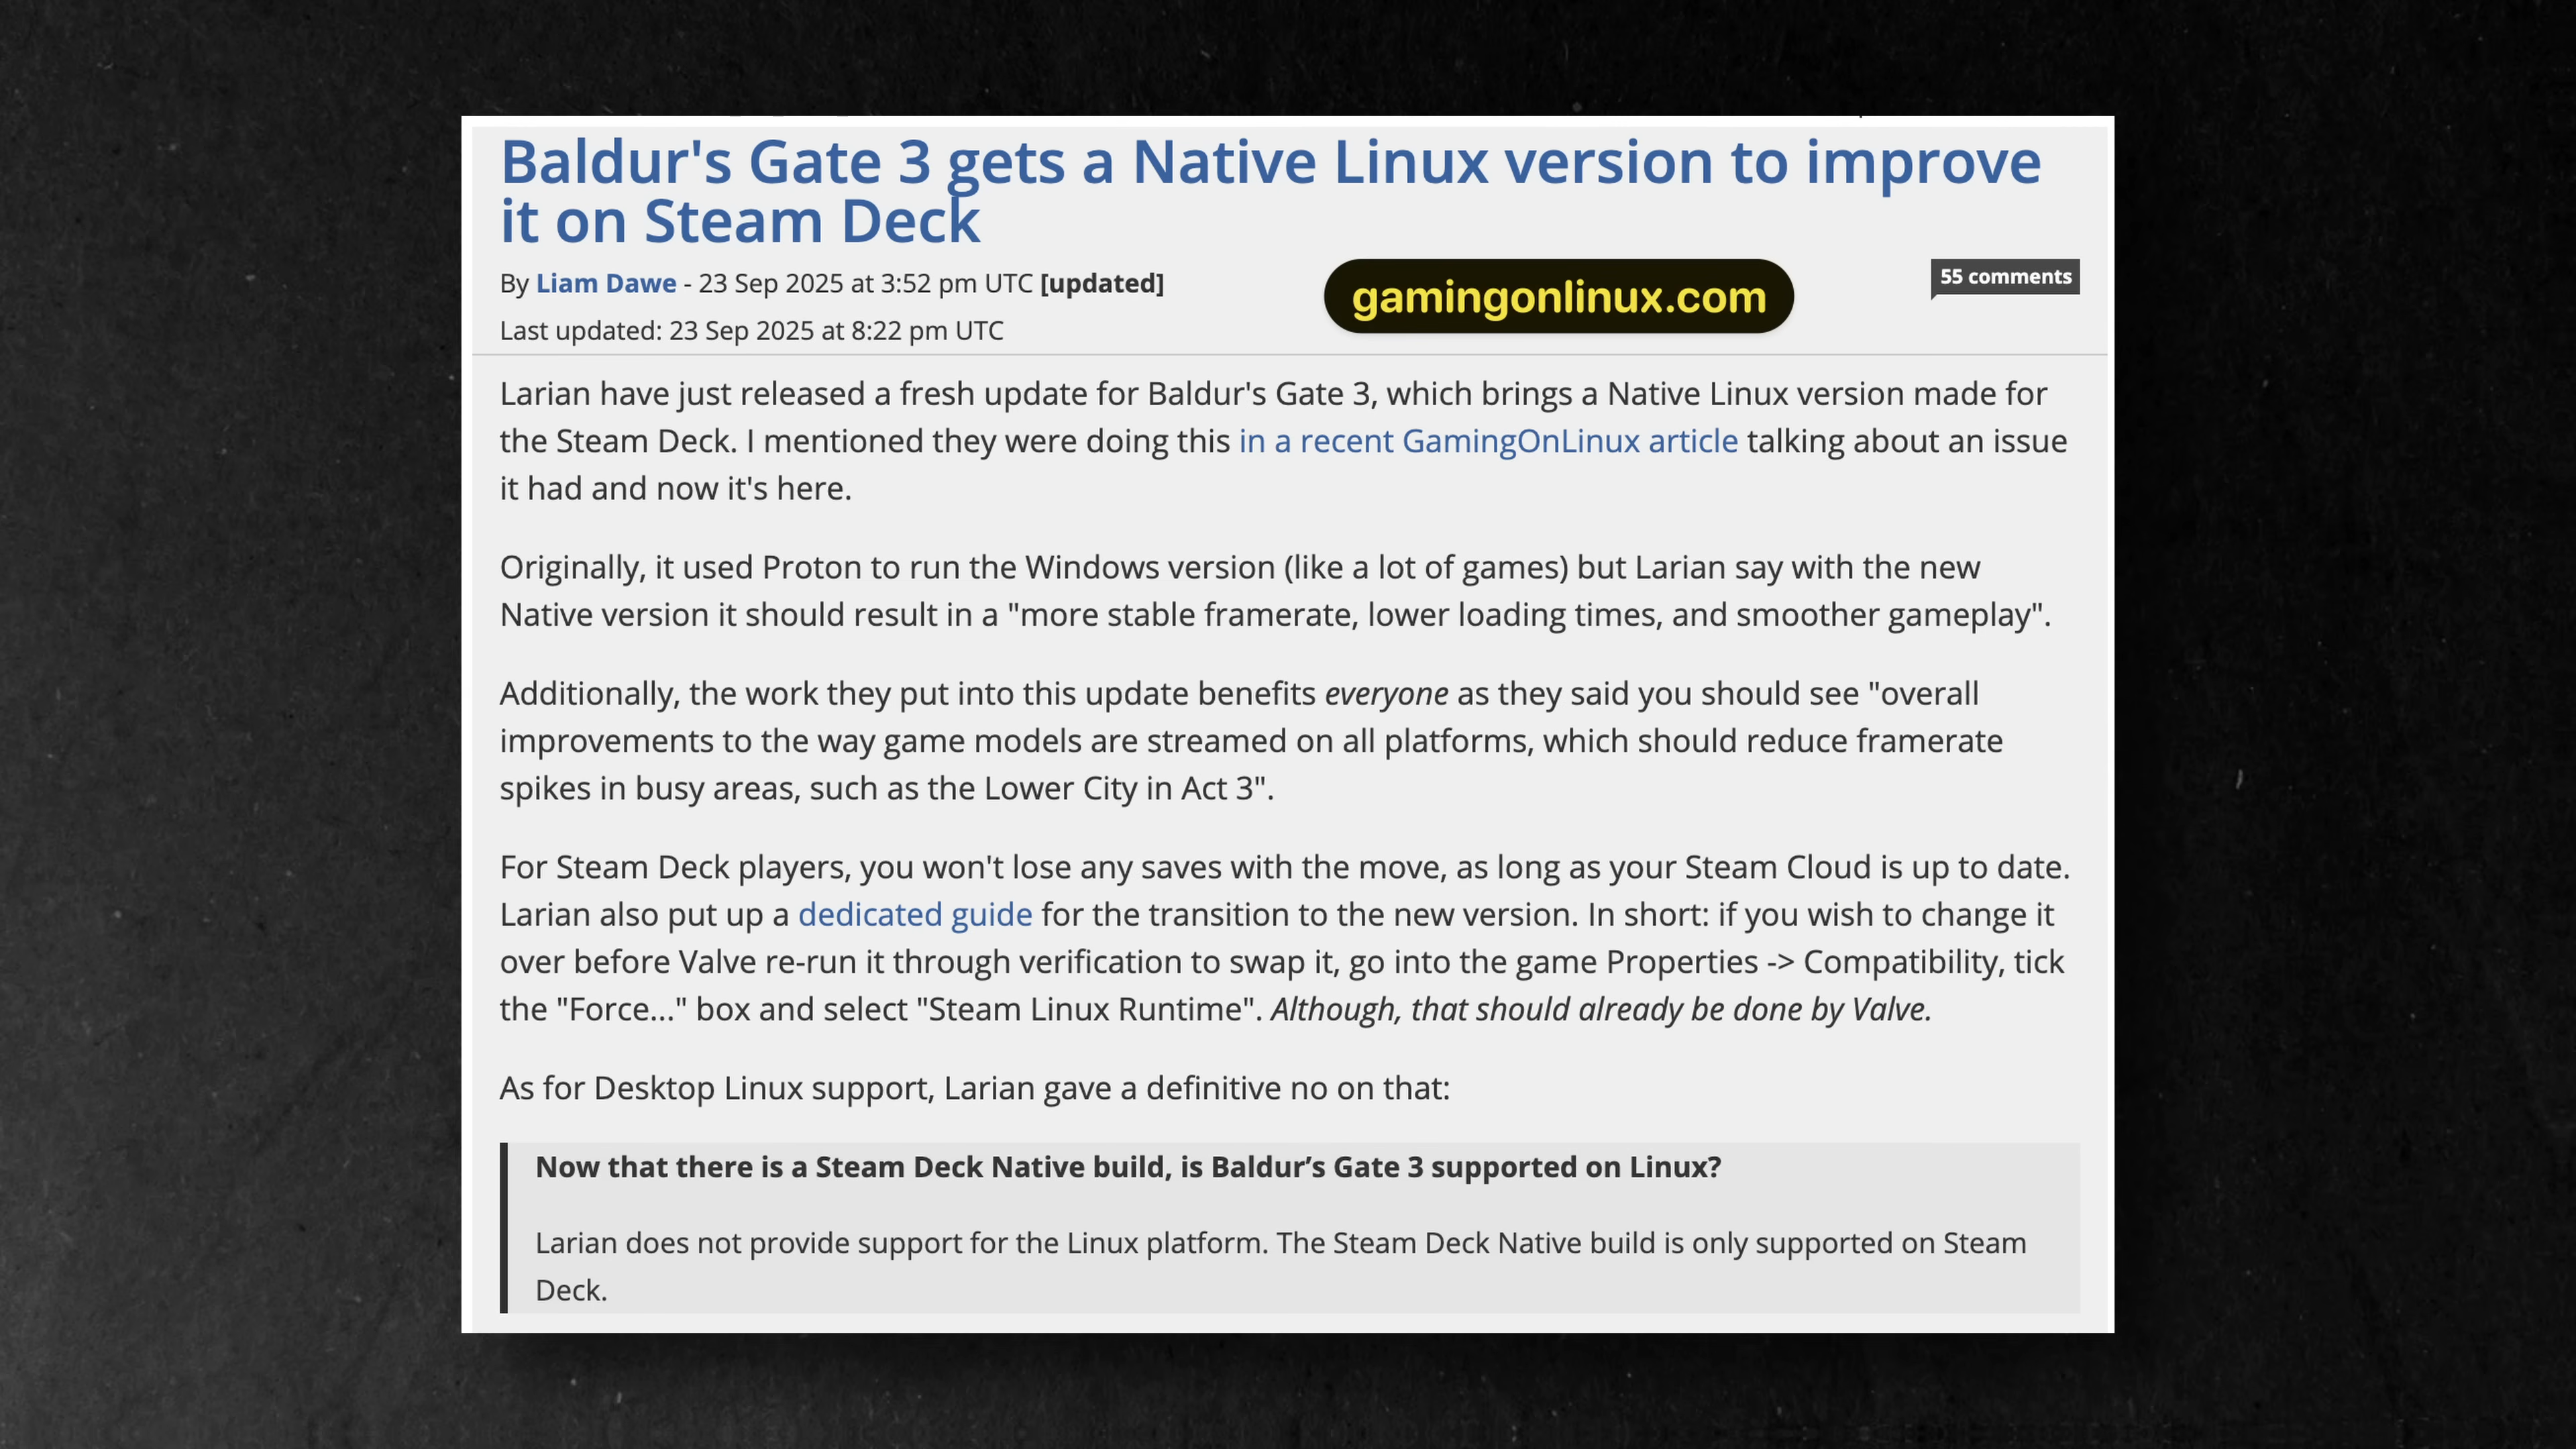 Baldur's Gate 3 gets a Native Linux version to improve
it on Steam Deck
By Liam Dawe - 23 Sep 2025 at 3:52 pm UTC [updated]
gamingonlinux.com
55 comments
Last updated: 23 Sep 2025 at 8:22 pm UTC
Larian have just released a fresh update for Baldur's Gate 3, which brings a Native Linux version made for
the Steam Deck. I mentioned they were doing this in a recent GamingOnLinux article talking about an issue
it had and now it's here.
Originally, it used Proton to run the Windows version (like a lot of games) but Larian say with the new
Native version it should result in a "more stable framerate, lower loading times, and smoother gameplay".
Additionally, the work they put into this update benefits everyone as they said you should see "overall
improvements to the way game models are streamed on all platforms, which should reduce framerate
spikes in busy areas, such as the Lower City in Act 3".
For Steam Deck players, you won't lose any saves with the move, as long as your Steam Cloud is up to date.
Larian also put up a dedicated guide for the transition to the new version. In short: if you wish to change it
over before Valve re-run it through verification to swap it, go into the game Properties -> Compatibility, tick
the "Force..." box and select "Steam Linux Runtime". Although, that should already be done by Valve.
As for Desktop Linux support, Larian gave a definitive no on that:
Now that there is a Steam Deck Native build, is Baldur’s Gate 3 supported on Linux?
Larian does not provide support for the Linux platform. The Steam Deck Native build is only supported on Steam
Deck.